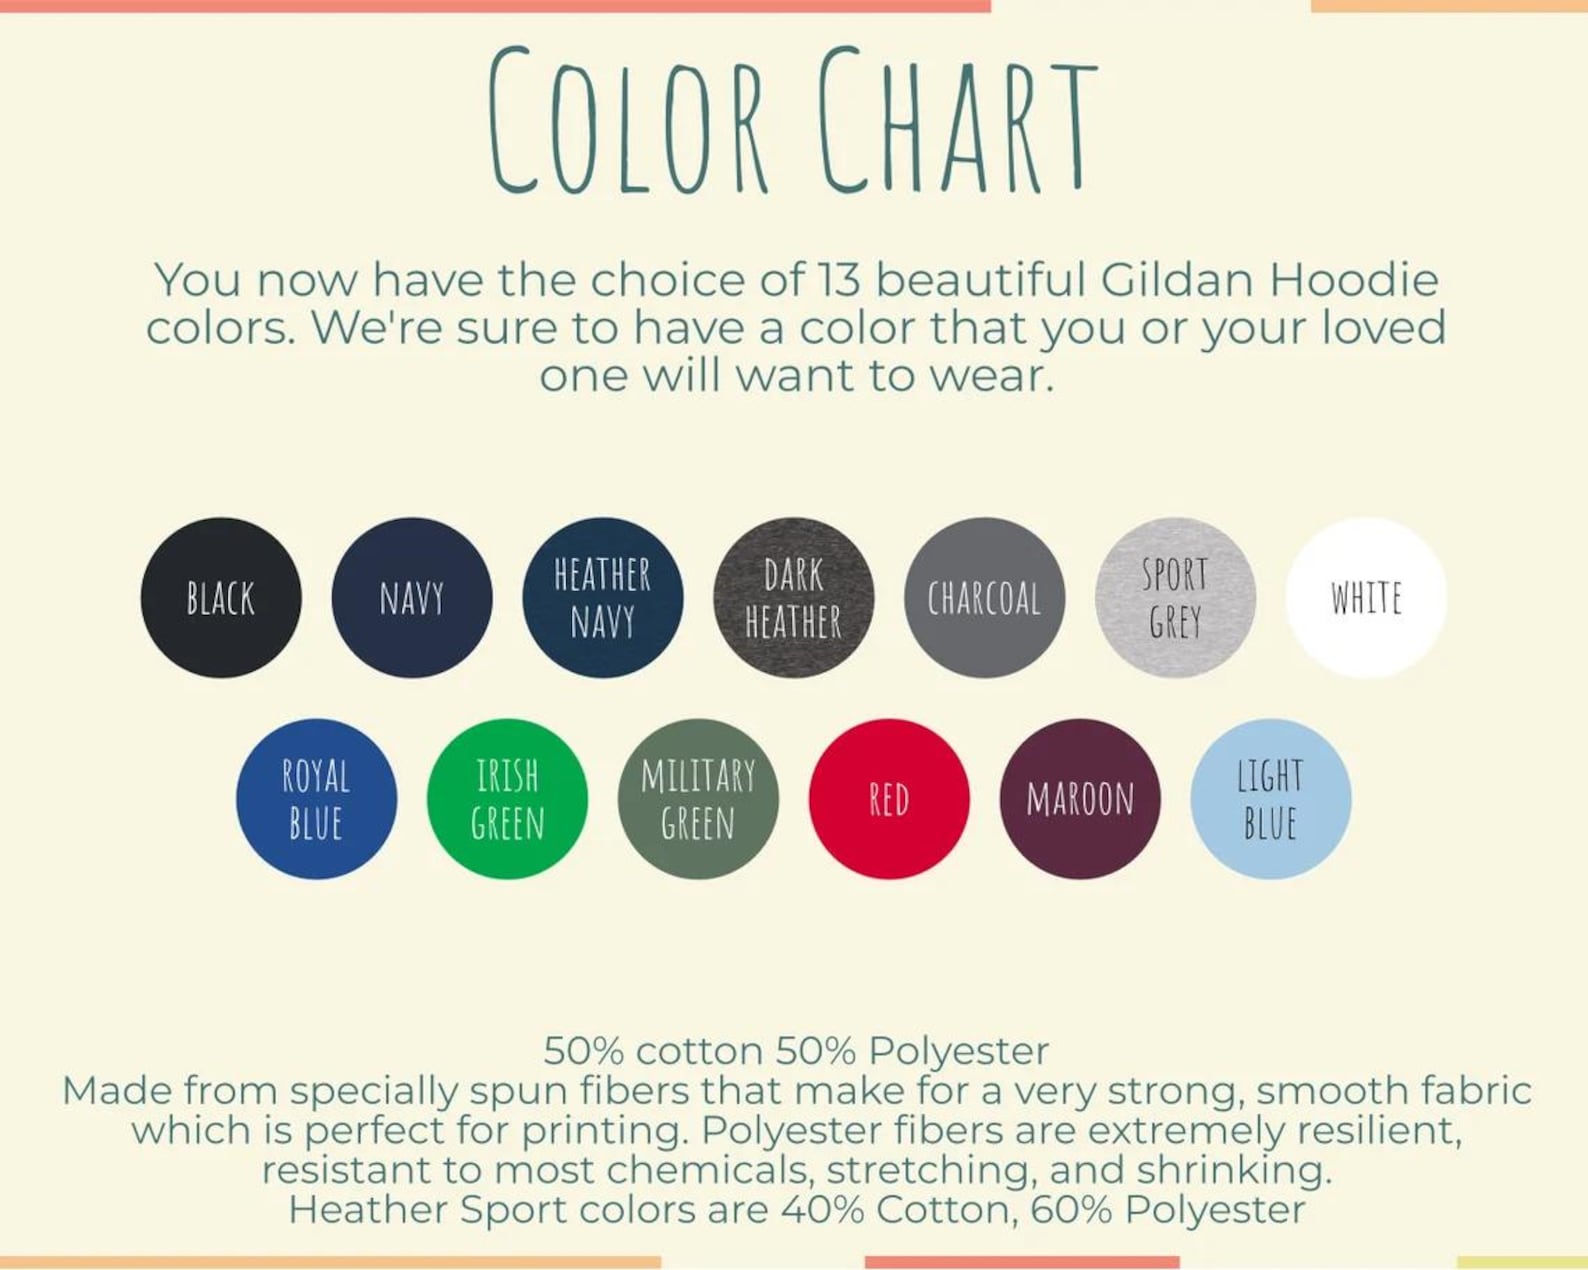 COLOR CHART
You now have the choice of 13 beautiful Gildan Hoodie
colors. We're sure to have a color that you or your loved
one will want to wear.
BLACK
NAVY
HEATHER
NAVY
DARK
HEATHER
CHARCOAL
SPORT
GREY
WHITE
ROYAL
BLUE
IRISH
GREEN
MILITARY
GREEN
RED
MAROON
LIGHT
BLUE
50% cotton 50% Polyester
Made from specially spun fibers that make for a very strong, smooth fabric
which is perfect for printing. Polyester fibers are extremely resilient,
resistant to most chemicals, stretching, and shrinking.
Heather Sport colors are 40% Cotton, 60% Polyester